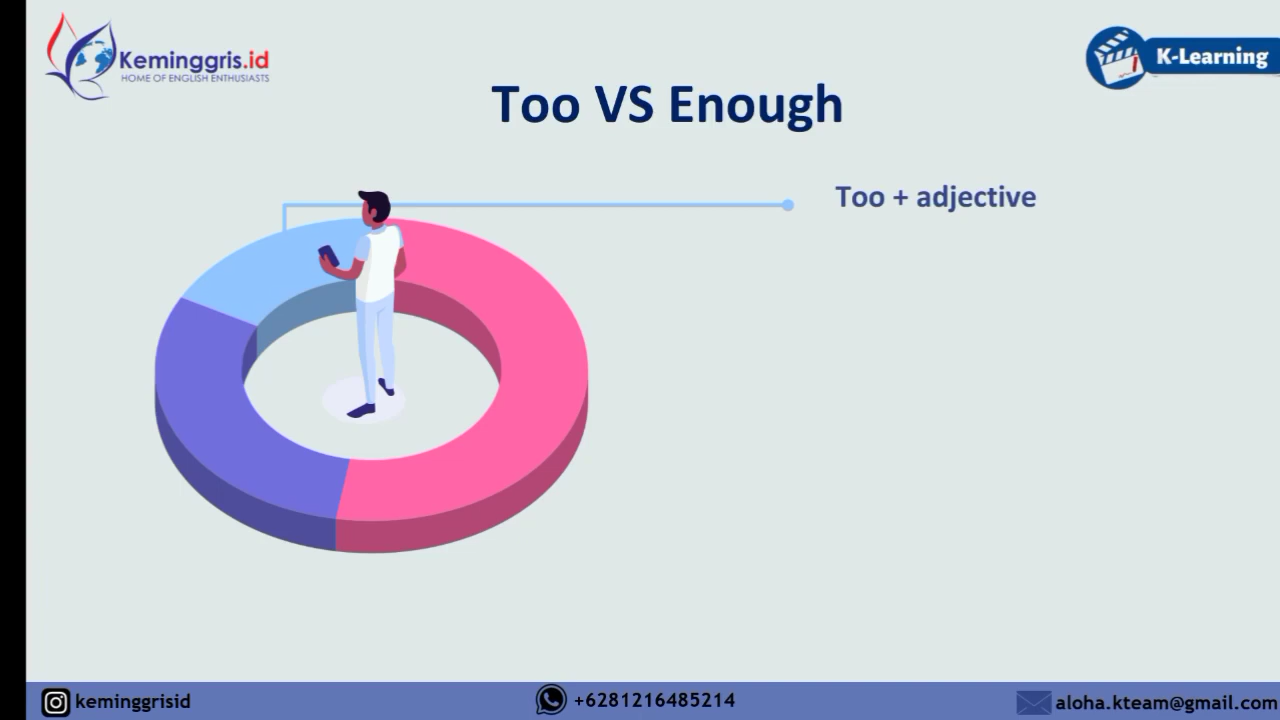 Keminggris.id
HOME OF ENGLISH ENTHUSIASTS
K-Learning
Too VS Enough
Too + adjective
keminggrisid
+6281216485214
aloha.kteam@gmail.com